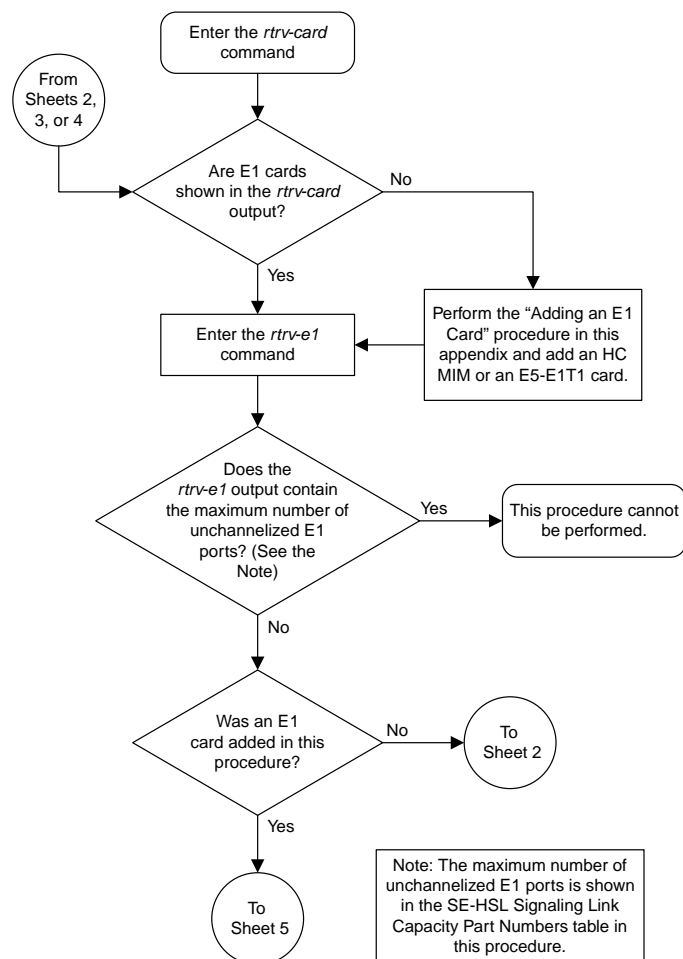 Enter the rtrv-card
command
From
Sheets 2,
3, or 4
Are E1 cards
shown in the rtrv-card
output?
No
Yes
Enter the rtrv-e1
command
Perform the “Adding an E1
Card” procedure in this
appendix and add an HC
MIM or an E5-E1T1 card.
Does the
rtrv-e1 output contain
the maximum number of
unchannelized E1
ports? (See the
Note)
Yes
This procedure cannot
be performed.
No
Was an E1
card added in this
procedure?
No
To
Sheet 2
Yes
To
Sheet 5
Note: The maximum number of
unchannelized E1 ports is shown
in the SE-HSL Signaling Link
Capacity Part Numbers table in
this procedure.